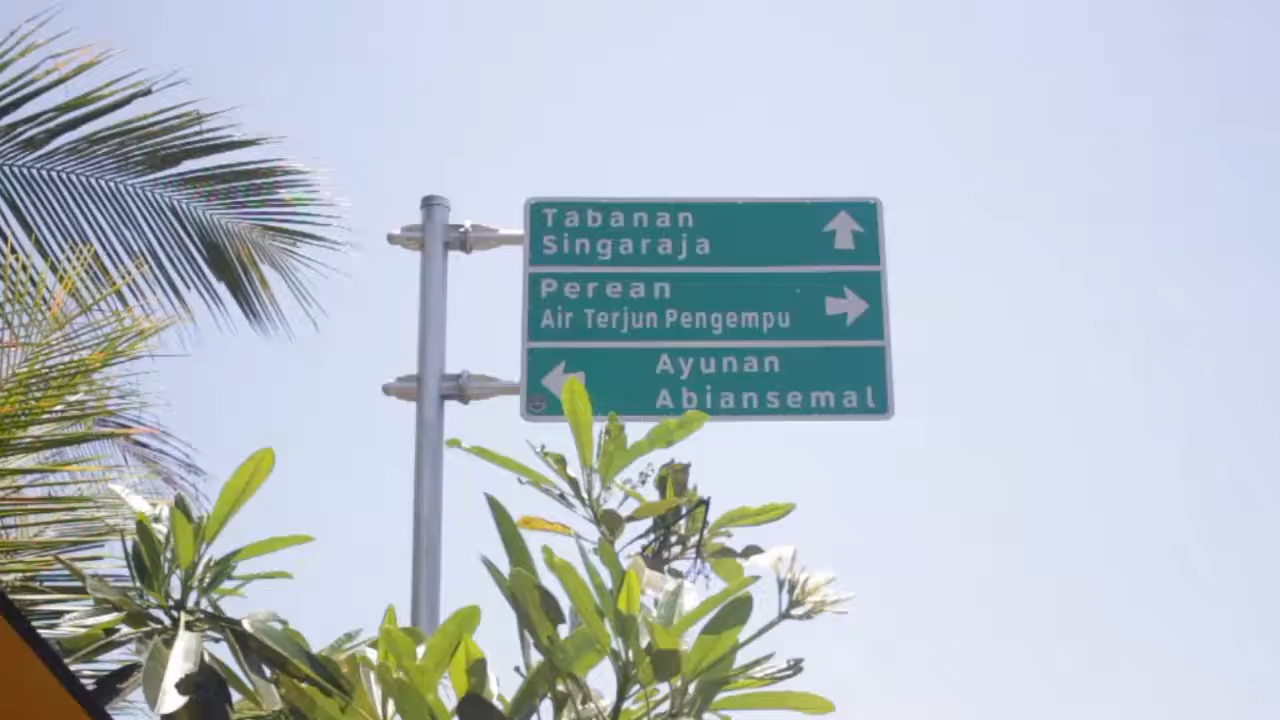 Tabanan
Singaraja
Perean
Air Terjun Pengempu
Ayunan
Abiansemal